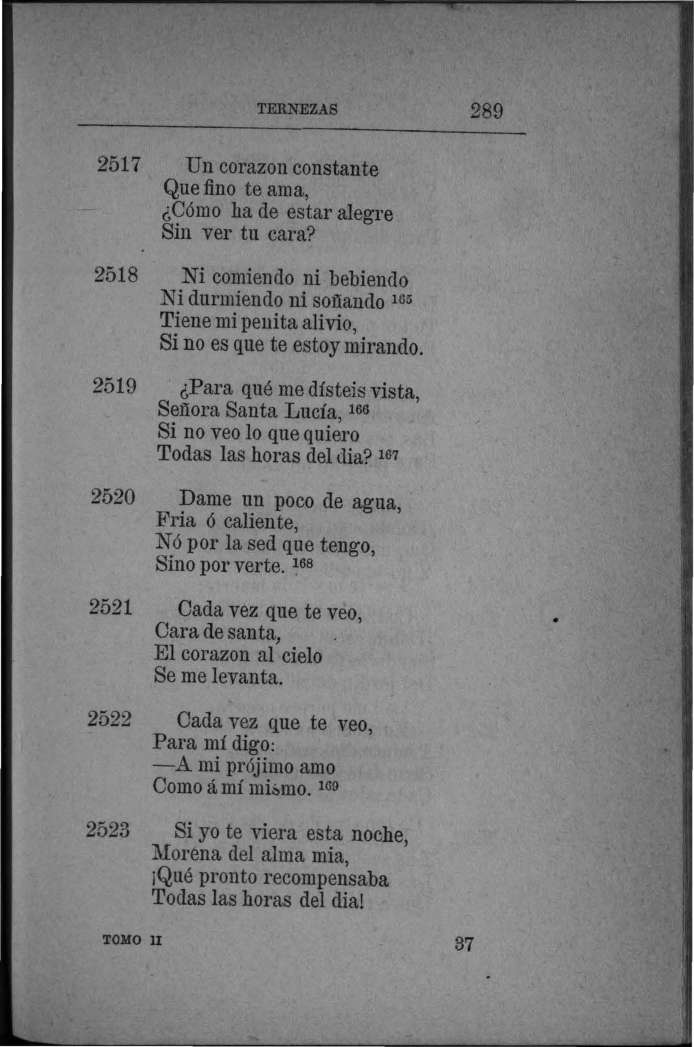 TERNEZAS 289
2517 Un corazon constante
Que fino te ama,
¿Cómo ha de estar alegre
Sin ver tu cara?
2518 Ni comiendo ni bebiendo
Ni durmiendo ni soñando 165
Tiene mi penita alivio,
Si no es que te estoy mirando.
2519 ¿Para qué me dísteis vista,
Señora Santa Lucía, 166
Si no veo lo que quiero
Todas las horas del dia? 167
2520 Dame un poco de agua,
Fria ó caliente,
Nó por la sed que tengo,
Sino por verte. 168
2521 Cada vez que te veo,
Cara de santa,
El corazon al cielo
Se me levanta.
2522 Cada vez que te veo,
Para mí digo:
—A mi prójimo amo
Como á mí mismo. 169
2523 Si yo te viera esta noche,
Morena del alma mia,
¡Qué pronto recompensaba
Todas las horas del dia!
TOMO II 37